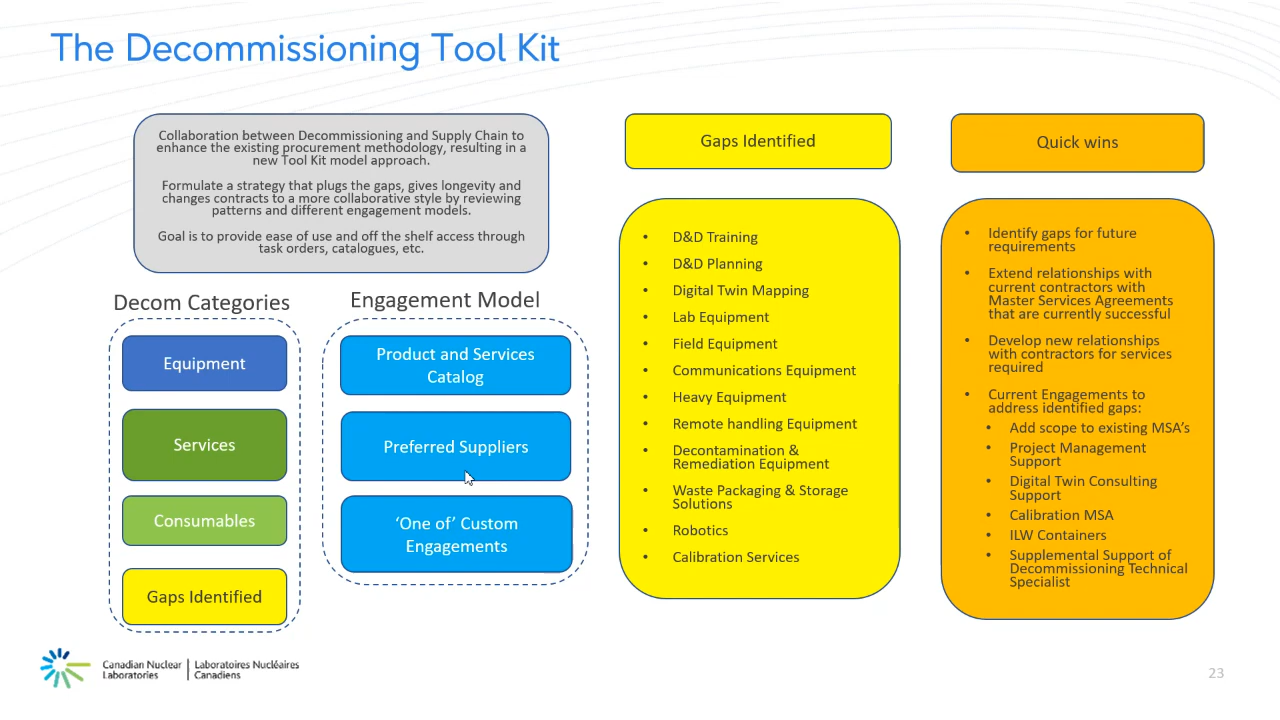 The Decommissioning Tool Kit
Collaboration between Decommissioning and Supply Chain to
enhance the existing procurement methodology, resulting in a
new Tool Kit model approach.
Formulate a strategy that plugs the gaps, gives longevity and
changes contracts to a more collaborative style by reviewing
patterns and different engagement models.
Goal is to provide ease of use and off the shelf access through
task orders, catalogues, etc.
Decom Categories
Equipment
Services
Consumables
Gaps Identified
Engagement Model
Product and Services
Catalog
Preferred Suppliers
‘One of’ Custom
Engagements
Gaps Identified
• D&D Training
• D&D Planning
• Digital Twin Mapping
• Lab Equipment
• Field Equipment
• Communications Equipment
• Heavy Equipment
• Remote handling Equipment
• Decontamination &
Remediation Equipment
• Waste Packaging & Storage
Solutions
• Robotics
• Calibration Services
Quick wins
• Identify gaps for future
requirements
• Extend relationships with
current contractors with
Master Services Agreements
that are currently successful
• Develop new relationships
with contractors for services
required
• Current Engagements to
address identified gaps:
• Add scope to existing MSA’s
• Project Management
Support
• Digital Twin Consulting
Support
• Calibration MSA
• ILW Containers
• Supplemental Support of
Decommissioning Technical
Specialist
Canadian Nuclear
Laboratories
Laboratoires Nucléaires
Canadiens
23